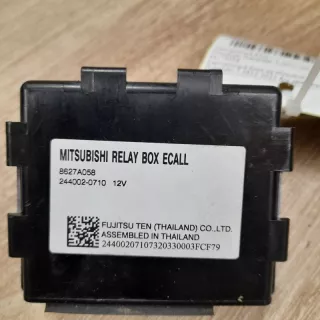 MITSUBISHI RELAY BOX ECALL
8627A058
244002-0710 12V
FUJITSU TEN (THAILAND) CO.,LTD.
ASSEMBLED IN THAILAND
24400207107320330003FCF79